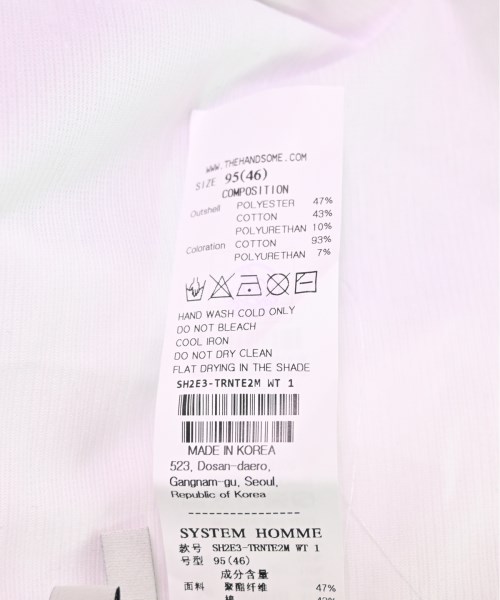 WWW.THEHANDSOME.COM
SIZE 95(46)
COMPOSITION
Outshell POLYESTER 47%
COTTON 43%
POLYURETHAN 10%
Coloration COTTON 93%
POLYURETHAN 7%
HAND WASH COLD ONLY
DO NOT BLEACH
COOL IRON
DO NOT DRY CLEAN
FLAT DRYING IN THE SHADE
SH2E3-TRNTE2M WT 1
MADE IN KOREA
523, Dosan-daero,
Gangnam-gu, Seoul,
Republic of Korea
----------------
SYSTEM HOMME
款号 SH2E3-TRNTE2M WT 1
号型 95(46)
成分含量
面料 聚酯纤维 47%
棉 43%